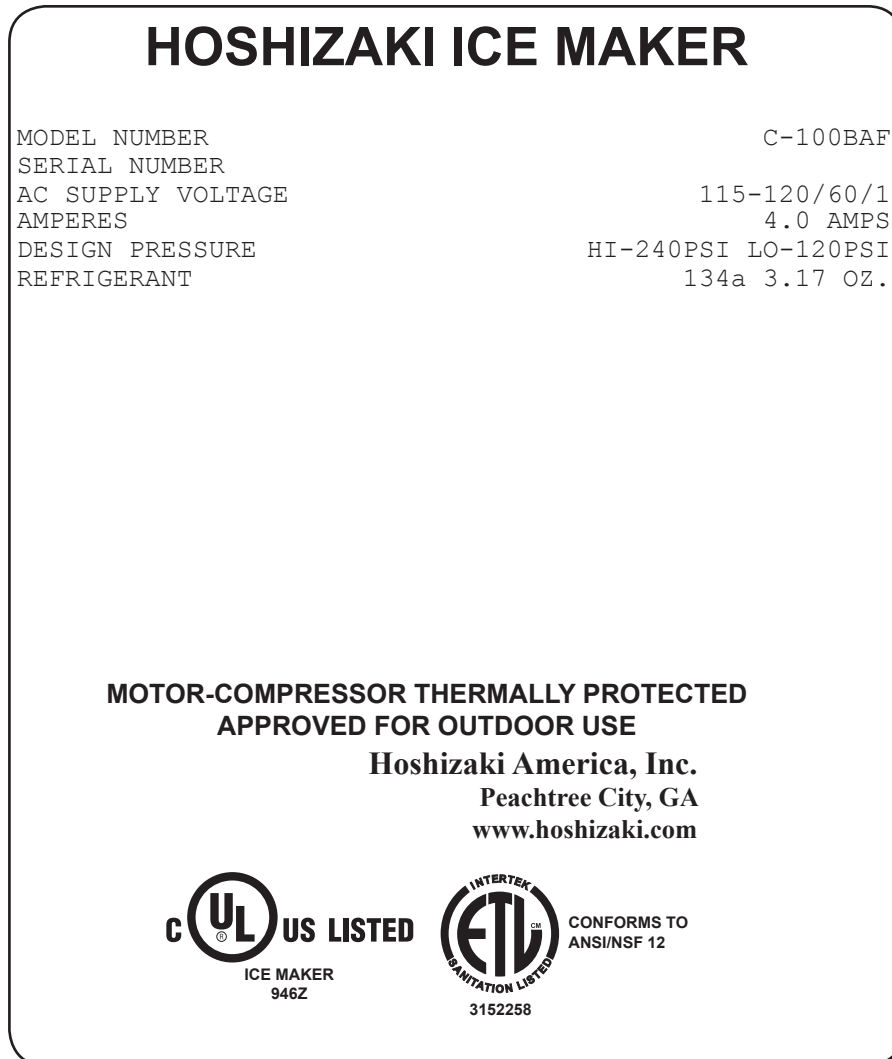 HOSHIZAKI ICE MAKER
MODEL NUMBER C-100BAF
SERIAL NUMBER
AC SUPPLY VOLTAGE 115-120/60/1
AMPERES 4.0 AMPS
DESIGN PRESSURE HI-240PSI LO-120PSI
REFRIGERANT 134a 3.17 OZ.
MOTOR-COMPRESSOR THERMALLY PROTECTED
APPROVED FOR OUTDOOR USE
Hoshizaki America, Inc.
Peachtree City, GA
www.hoshizaki.com
C UL ® US LISTED
ICE MAKER
946Z
INTERTEK
ETL CM
SANITATION LISTED
3152258
CONFORMS TO
ANSI/NSF 12